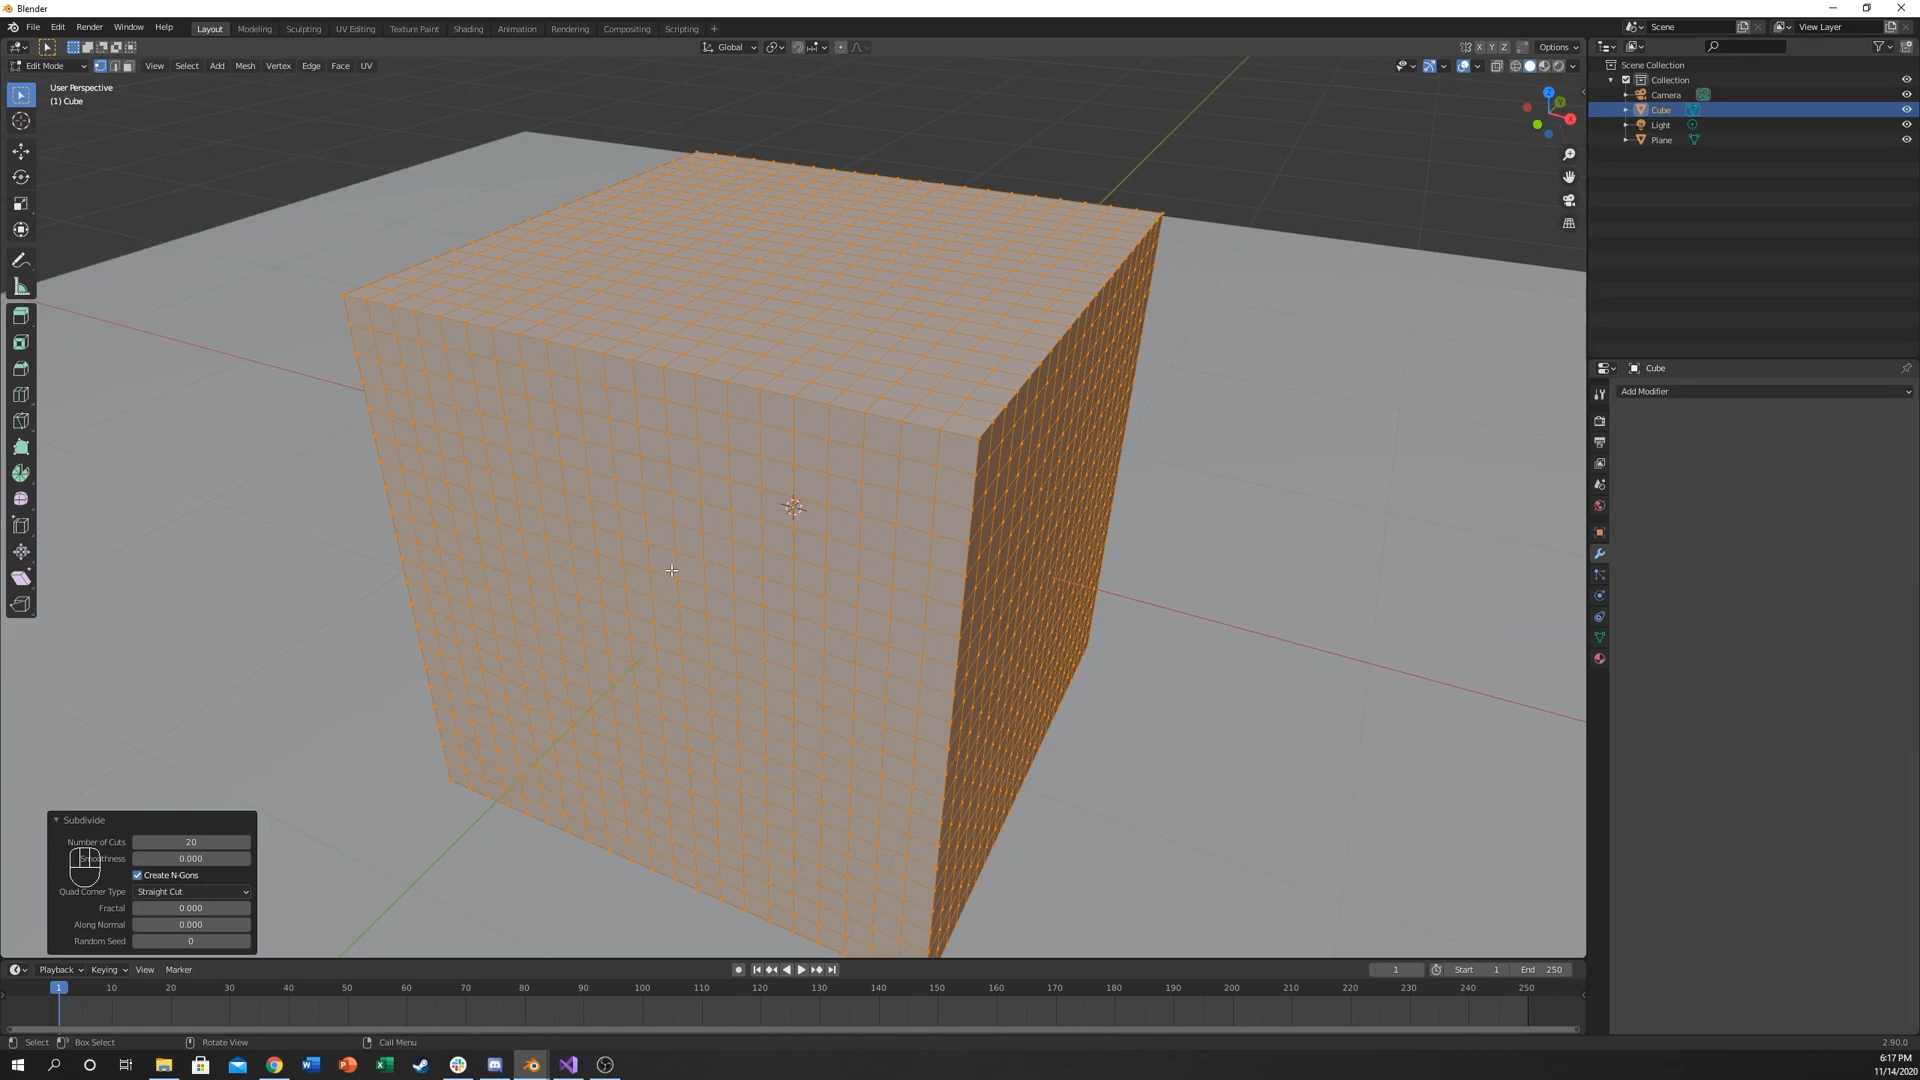 Blender
File Edit Render Window Help
Layout Modeling Sculpting UV Editing Texture Paint Shading Animation Rendering Compositing Scripting +
Scene
View Layer
Global
X Y Z
Options
Edit Mode
View Select Add Mesh Vertex Edge Face UV
User Perspective
(1) Cube
Z
Y
X
Scene Collection
Collection
Camera
Cube
Light
Plane
Cube
Add Modifier
Subdivide
Number of Cuts 20
Smoothness 0.000
Create N-Gons
Quad Corner Type Straight Cut
Fractal 0.000
Along Normal 0.000
Random Seed 0
Playback Keying View Marker
1
Start 1
End 250
1 10 20 30 40 50 60 70 80 90 100 110 120 130 140 150 160 170 180 190 200 210 220 230 240 250
Select Box Select Rotate View Call Menu
2.90.0
6:17 PM
11/14/2020